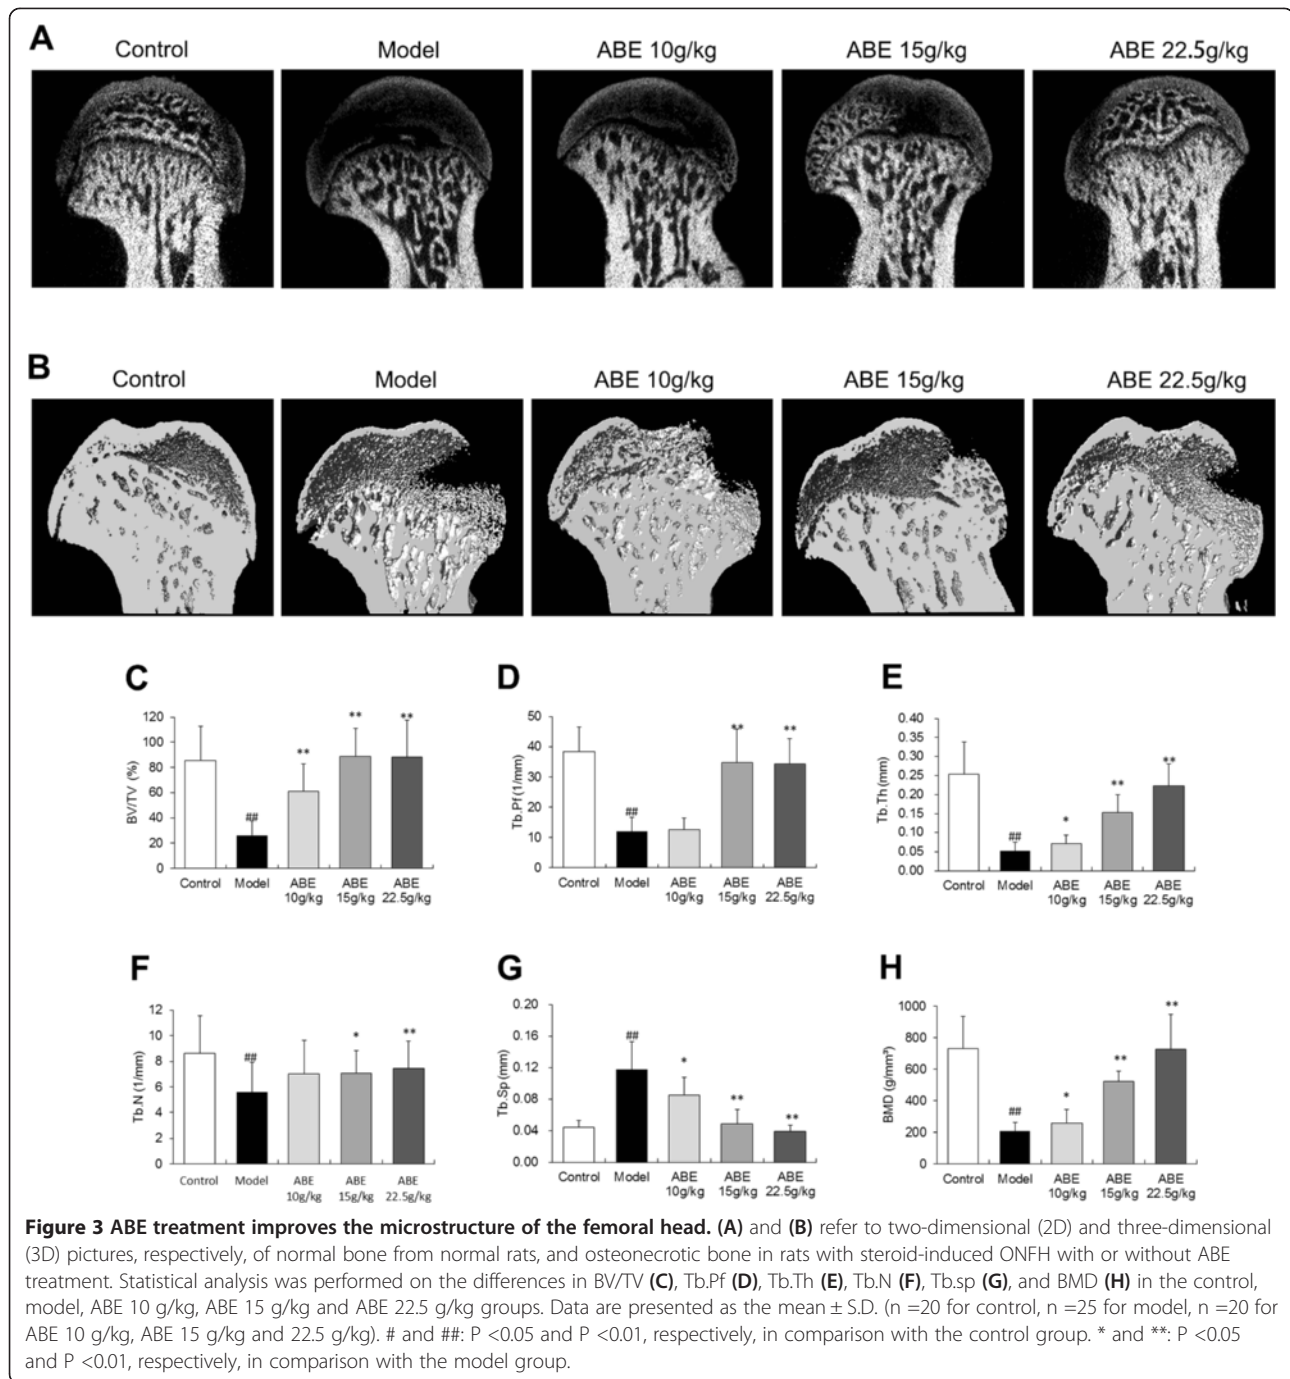 A
Control Model ABE 10g/kg ABE 15g/kg ABE 22.5g/kg
B
Control Model ABE 10g/kg ABE 15g/kg ABE 22.5g/kg
C
BV/TV (%)
120
100
80
60
40
20
0
## ** ** **
Control Model ABE 10g/kg ABE 15g/kg ABE 22.5g/kg
D
Tb.Pf (1/mm)
50
40
30
20
10
0
## ** **
Control Model ABE 10g/kg ABE 15g/kg ABE 22.5g/kg
E
Tb.Th (mm)
0.40
0.35
0.30
0.25
0.20
0.15
0.10
0.05
0.00
## * ** **
Control Model ABE 10g/kg ABE 15g/kg ABE 22.5g/kg
F
Tb.N (1/mm)
12
10
8
6
4
2
0
## * **
Control Model ABE 10g/kg ABE 15g/kg ABE 22.5g/kg
G
Tb.Sp (mm)
0.20
0.16
0.12
0.08
0.04
0.00
## * ** **
Control Model ABE 10g/kg ABE 15g/kg ABE 22.5g/kg
H
BMD (g/mm³)
1000
800
600
400
200
0
## * ** **
Control Model ABE 10g/kg ABE 15g/kg ABE 22.5g/kg
Figure 3 ABE treatment improves the microstructure of the femoral head. (A) and (B) refer to two-dimensional (2D) and three-dimensional
(3D) pictures, respectively, of normal bone from normal rats, and osteonecrotic bone in rats with steroid-induced ONFH with or without ABE
treatment. Statistical analysis was performed on the differences in BV/TV (C), Tb.Pf (D), Tb.Th (E), Tb.N (F), Tb.sp (G), and BMD (H) in the control,
model, ABE 10 g/kg, ABE 15 g/kg and ABE 22.5 g/kg groups. Data are presented as the mean ± S.D. (n =20 for control, n =25 for model, n =20 for
ABE 10 g/kg, ABE 15 g/kg and 22.5 g/kg). # and ##: P <0.05 and P <0.01, respectively, in comparison with the control group. * and **: P <0.05
and P <0.01, respectively, in comparison with the model group.